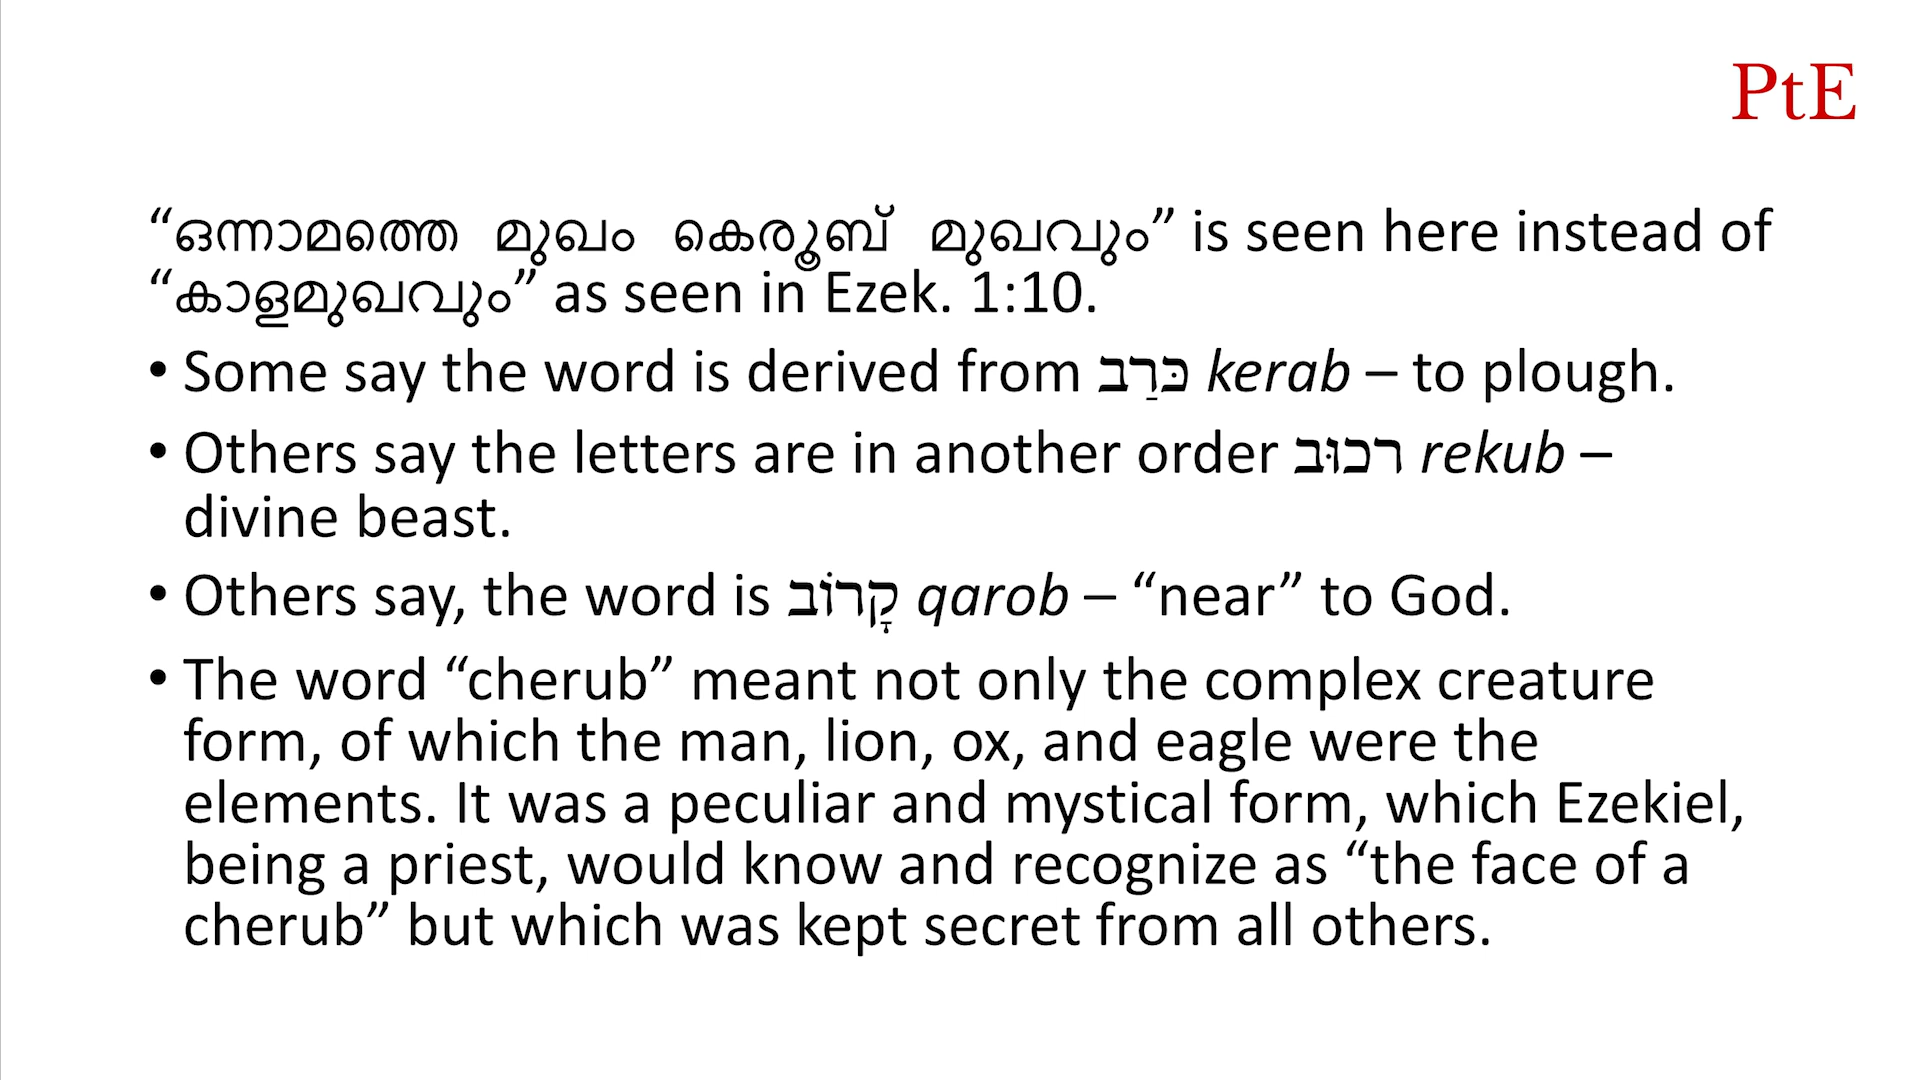 PtE
“ഒന്നാമത്തെ മുഖം കെരൂബ് മുഖവും” is seen here instead of
“കാളമുഖവും” as seen in Ezek. 1:10.
• Some say the word is derived from כּרַב kerab – to plough.
• Others say the letters are in another order רכוּב rekub –
divine beast.
• Others say, the word is קָרוֹב qarob – “near” to God.
• The word “cherub” meant not only the complex creature
form, of which the man, lion, ox, and eagle were the
elements. It was a peculiar and mystical form, which Ezekiel,
being a priest, would know and recognize as “the face of a
cherub” but which was kept secret from all others.